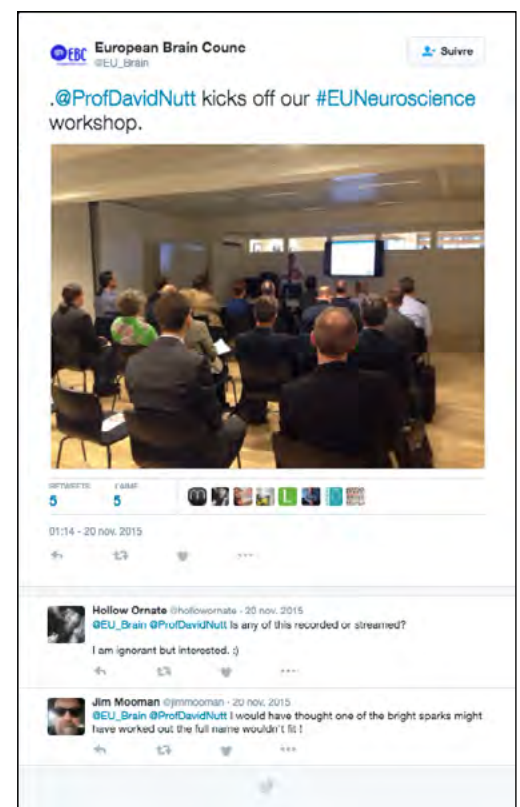 EBC
European Brain Counc
@EU_Brain
Suivre
.@ProfDavidNutt kicks off our #EUNeuroscience
workshop.
RETWEETS J'AIME
5 5
01:14 - 20 nov. 2015
Hollow Ornate @hollowornate - 20 nov. 2015
@EU_Brain @ProfDavidNutt Is any of this recorded or streamed?
I am ignorant but interested. :)
Jim Mooman @jimmooman - 20 nov. 2015
@EU_Brain @ProfDavidNutt I would have thought one of the bright sparks might
have worked out the full name wouldn't fit !